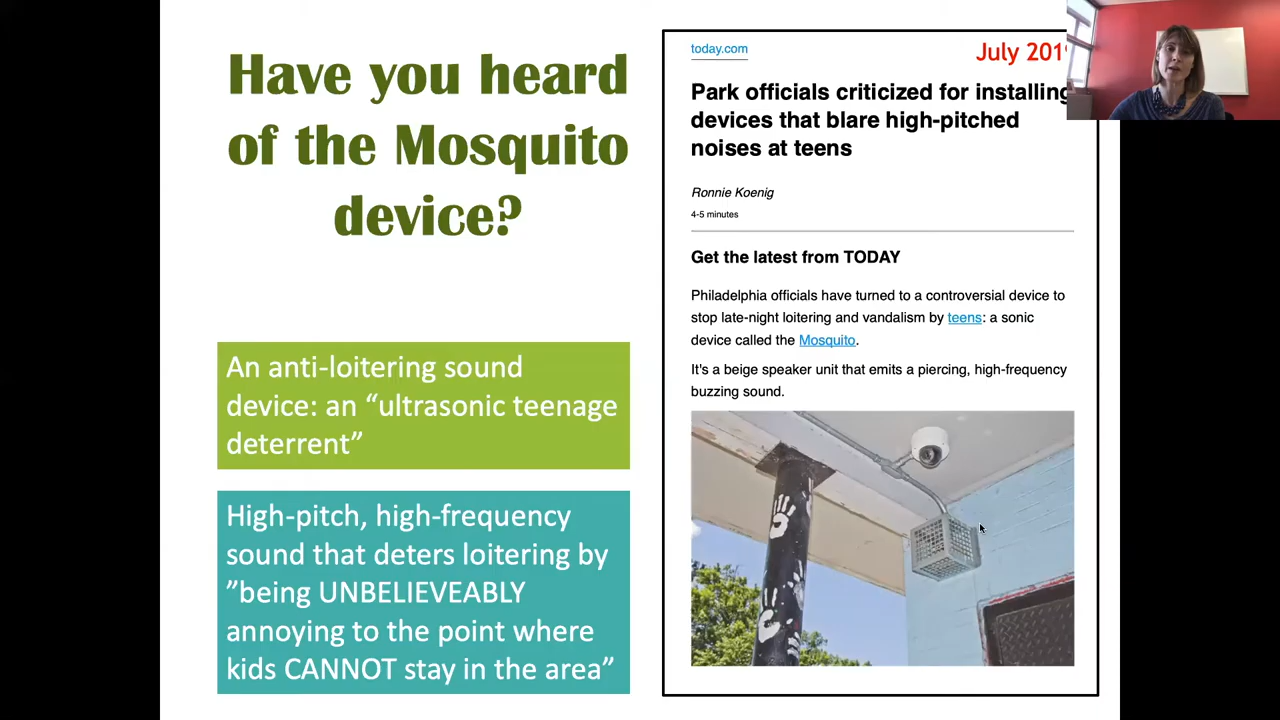 Have you heard
of the Mosquito
device?
An anti-loitering sound
device: an “ultrasonic teenage
deterrent”
High-pitch, high-frequency
sound that deters loitering by
”being UNBELIEVEABLY
annoying to the point where
kids CANNOT stay in the area”
today.com
July
Park officials criticized for installing
devices that blare high-pitched
noises at teens
Ronnie Koenig
4-5 minutes
Get the latest from TODAY
Philadelphia officials have turned to a controversial device to
stop late-night loitering and vandalism by teens: a sonic
device called the Mosquito.
It's a beige speaker unit that emits a piercing, high-frequency
buzzing sound.